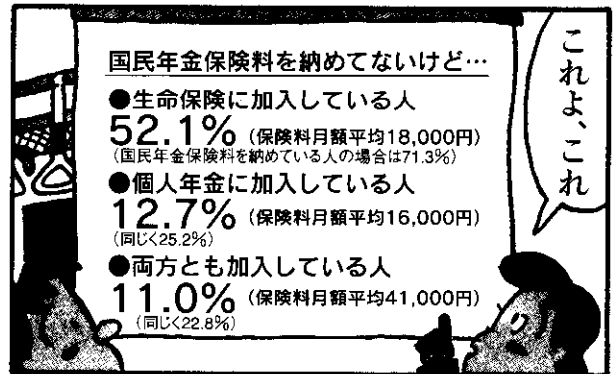 これよ、これ
国民年金保険料を納めてないけど…
●生命保険に加入している人
52.1%（保険料月額平均18,000円）
（国民年金保険料を納めている人の場合は71.3%）
●個人年金に加入している人
12.7%（保険料月額平均16,000円）
（同じく25.2%）
●両方とも加入している人
11.0%（保険料月額平均41,000円）
（同じく22.8%）